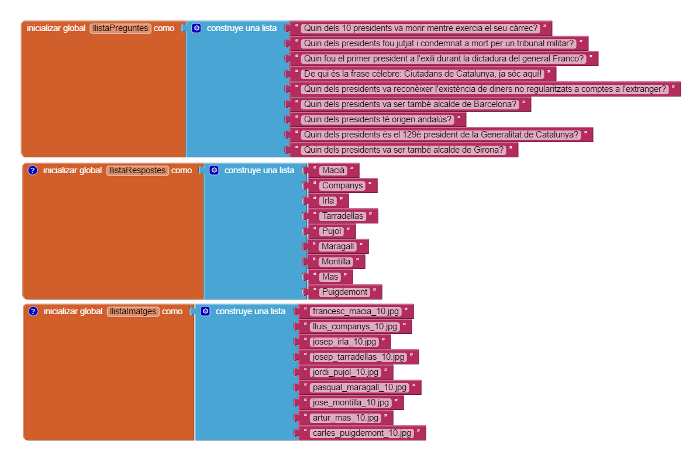 inicializar global llistaPreguntes como construye una lista " Quin dels 10 presidents va morir mentre exercia el seu càrrec? "
" Quin dels presidents fou jutjat i condemnat a mort per un tribunal militar? "
" Quin fou el primer president a l'exili durant la dictadura del general Franco? "
" De qui és la frase cèlebre: Ciutadans de Catalunya, ja sóc aquí! "
" Quin dels presidents va reconèixer l'existència de diners no regularitzats a comptes a l'extranger? "
" Quin dels presidents va ser també alcalde de Barcelona? "
" Quin dels presidents té origen andalús? "
" Quin dels presidents és el 129è president de la Generalitat de Catalunya? "
" Quin dels presidents va ser també alcalde de Girona? "
? inicializar global llistaRespostes como construye una lista " Macià "
" Companys "
" Irla "
" Tarradellas "
" Pujol "
" Maragall "
" Montilla "
" Mas "
" Puigdemont "
? inicializar global llistaImatges como construye una lista " francesc_macia_10.jpg "
" lluis_companys_10.jpg "
" josep_irla_10.jpg "
" josep_tarradellas_10.jpg "
" jordi_pujol_10.jpg "
" pasqual_maragall_10.jpg "
" jose_montilla_10.jpg "
" artur_mas_10.jpg "
" carles_puigdemont_10.jpg "